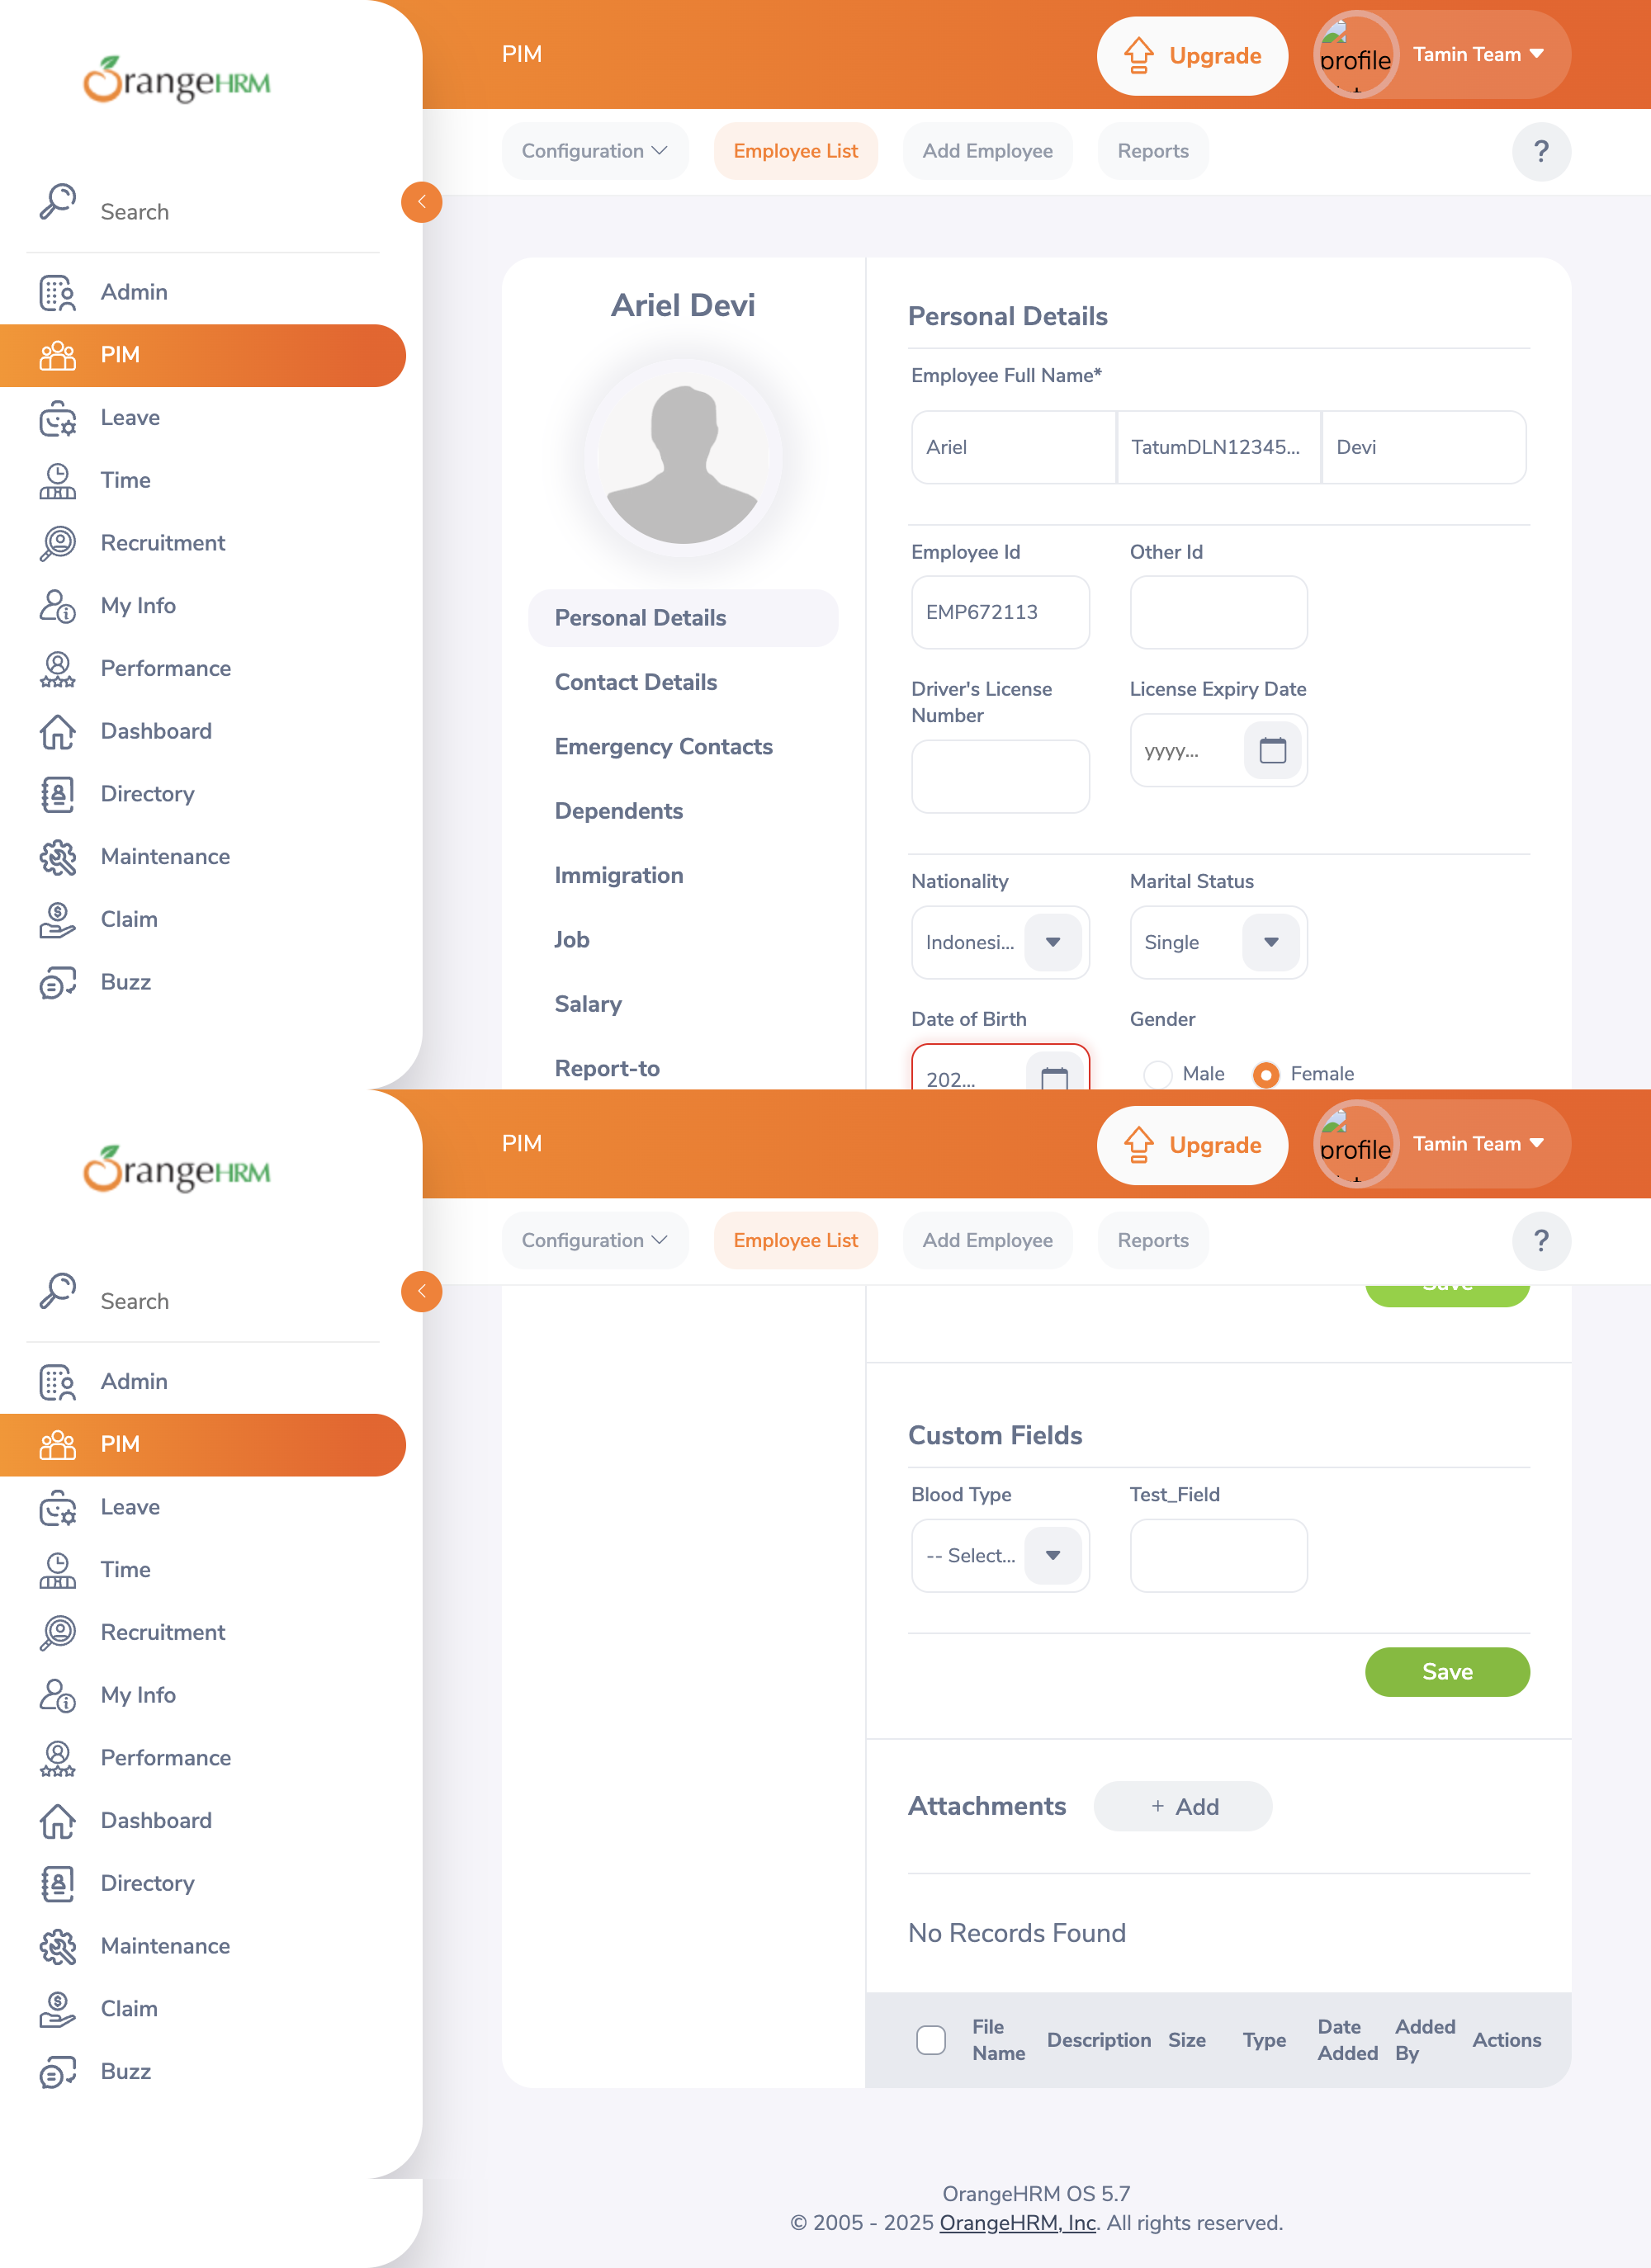 OrangeHRM
PIM
Upgrade
profile
Tamin Team
Configuration
Employee List
Add Employee
Reports
?
Search
Admin
PIM
Leave
Time
Recruitment
My Info
Performance
Dashboard
Directory
Maintenance
Claim
Buzz
Ariel Devi
Personal Details
Contact Details
Emergency Contacts
Dependents
Immigration
Job
Salary
Report-to
Personal Details
Employee Full Name*
Ariel
TatumDLN12345...
Devi
Employee Id
Other Id
EMP672113
Driver's License
Number
License Expiry Date
yyyy...
Nationality
Marital Status
Indonesi...
Single
Date of Birth
Gender
202...
Male
Female
OrangeHRM
PIM
Upgrade
profile
Tamin Team
Configuration
Employee List
Add Employee
Reports
?
Search
Admin
PIM
Leave
Time
Recruitment
My Info
Performance
Dashboard
Directory
Maintenance
Claim
Buzz
Save
Custom Fields
Blood Type
Test_Field
-- Select...
Save
Attachments
+ Add
No Records Found
File
Name
Description
Size
Type
Date
Added
Added
By
Actions
OrangeHRM OS 5.7
© 2005 - 2025 OrangeHRM, Inc. All rights reserved.